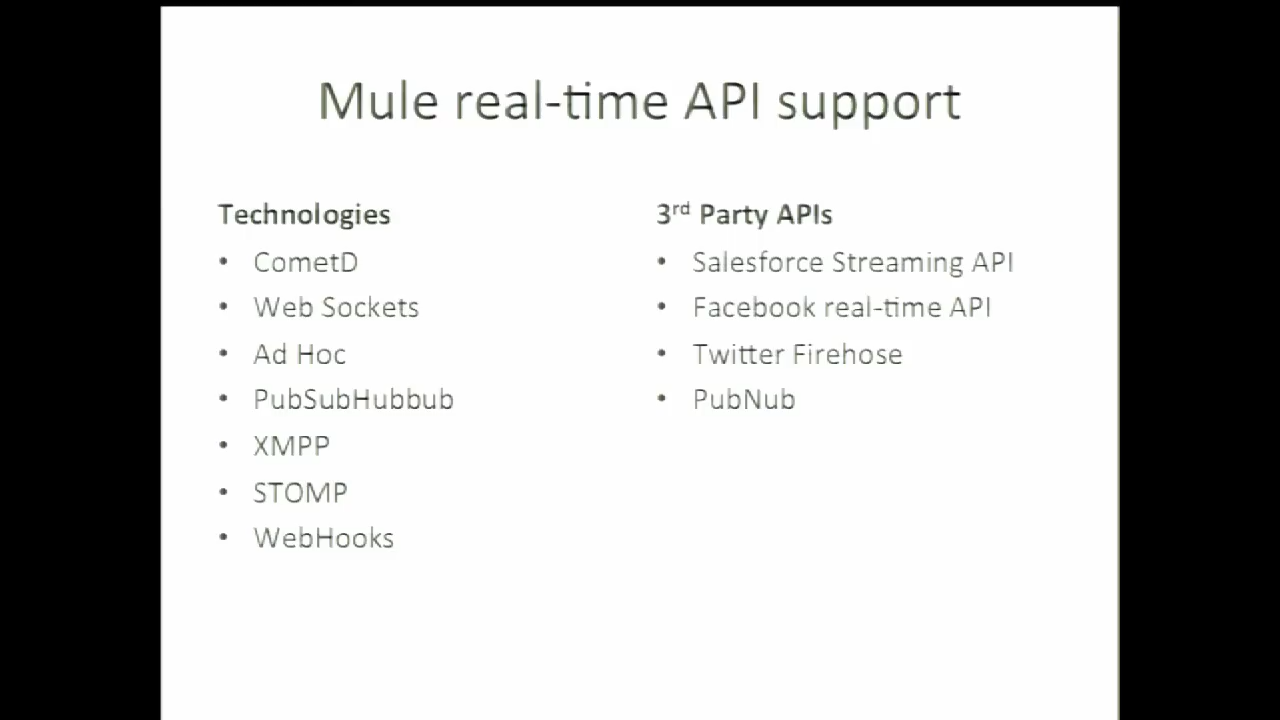 Mule real-time API support
Technologies
• CometD
• Web Sockets
• Ad Hoc
• PubSubHubbub
• XMPP
• STOMP
• WebHooks
3rd Party APIs
• Salesforce Streaming API
• Facebook real-time API
• Twitter Firehose
• PubNub